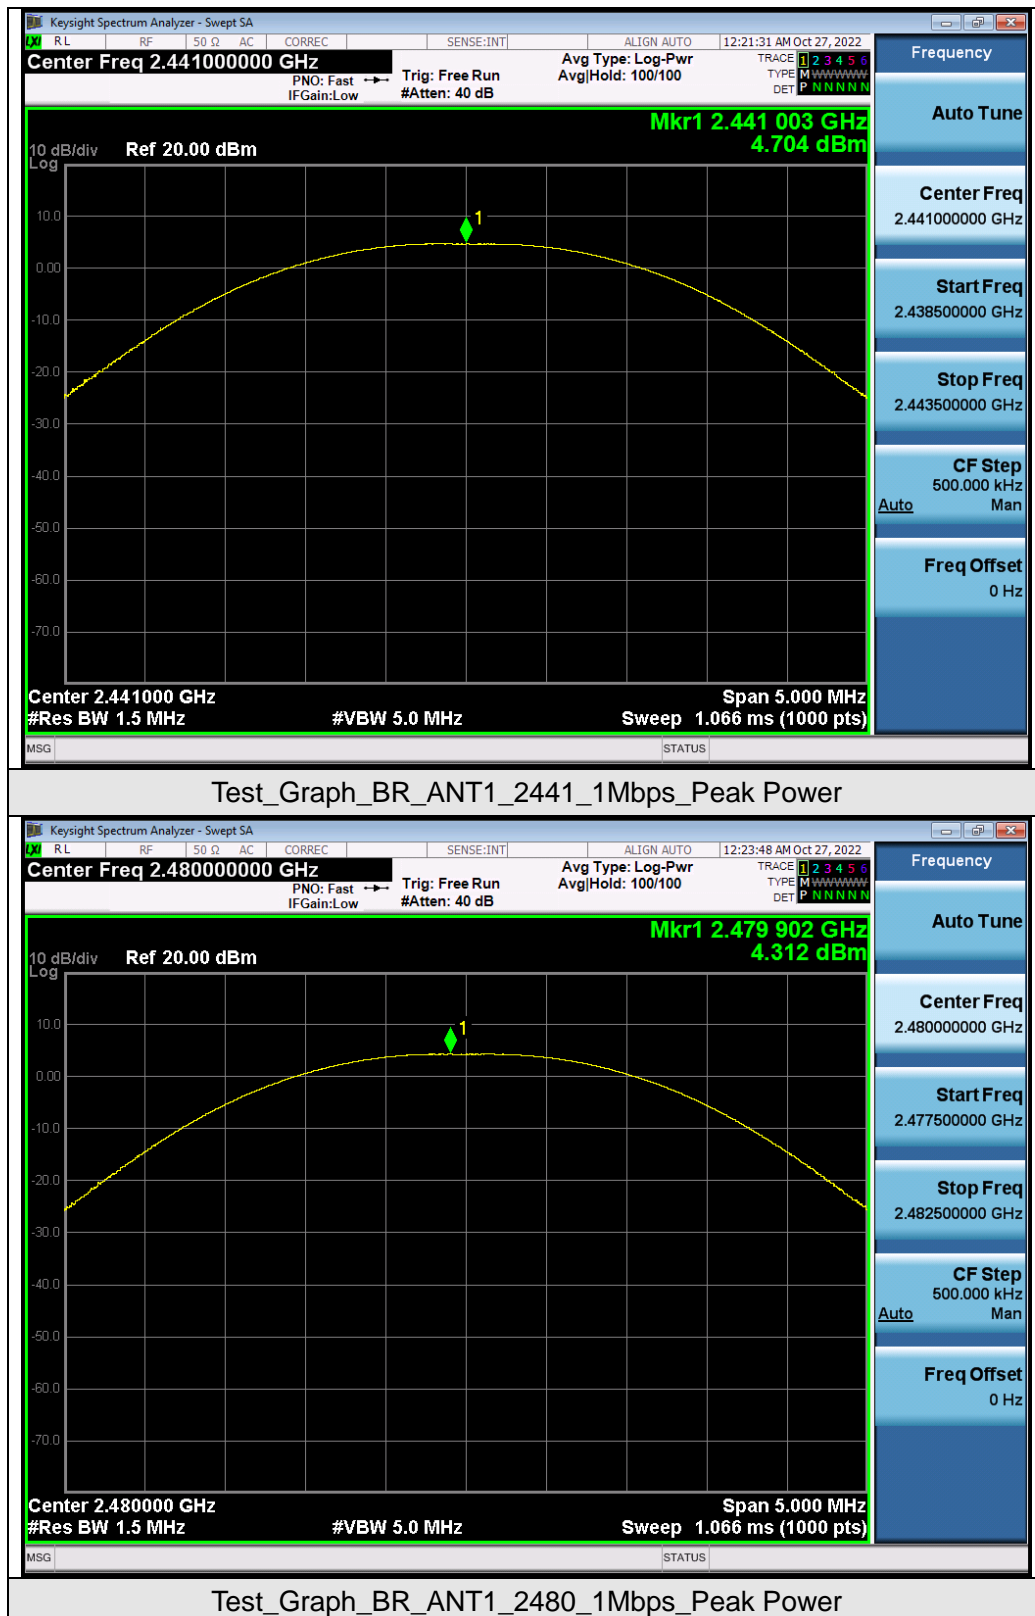 Keysight Spectrum Analyzer - Swept SA
LXI RL RF 50 Ω AC CORREC SENSE:INT ALIGN AUTO 12:21:31 AM Oct 27, 2022
Center Freq 2.441000000 GHz
PNO: Fast
IFGain:Low
Trig: Free Run
#Atten: 40 dB
Avg Type: Log-Pwr
Avg|Hold: 100/100
TRACE 1 2 3 4 5 6
TYPE M WWWWW
DET P N N N N N
Mkr1 2.441 003 GHz
4.704 dBm
10 dB/div Ref 20.00 dBm
Log
1
10.0
0.00
-10.0
-20.0
-30.0
-40.0
-50.0
-60.0
-70.0
Center 2.441000 GHz Span 5.000 MHz
#Res BW 1.5 MHz #VBW 5.0 MHz Sweep 1.066 ms (1000 pts)
MSG STATUS
Frequency
Auto Tune
Center Freq
2.441000000 GHz
Start Freq
2.438500000 GHz
Stop Freq
2.443500000 GHz
CF Step
500.000 kHz
Auto Man
Freq Offset
0 Hz
Test_Graph_BR_ANT1_2441_1Mbps_Peak Power
Keysight Spectrum Analyzer - Swept SA
LXI RL RF 50 Ω AC CORREC SENSE:INT ALIGN AUTO 12:23:48 AM Oct 27, 2022
Center Freq 2.480000000 GHz
PNO: Fast
IFGain:Low
Trig: Free Run
#Atten: 40 dB
Avg Type: Log-Pwr
Avg|Hold: 100/100
TRACE 1 2 3 4 5 6
TYPE M WWWWW
DET P N N N N N
Mkr1 2.479 902 GHz
4.312 dBm
10 dB/div Ref 20.00 dBm
Log
1
10.0
0.00
-10.0
-20.0
-30.0
-40.0
-50.0
-60.0
-70.0
Center 2.480000 GHz Span 5.000 MHz
#Res BW 1.5 MHz #VBW 5.0 MHz Sweep 1.066 ms (1000 pts)
MSG STATUS
Frequency
Auto Tune
Center Freq
2.480000000 GHz
Start Freq
2.477500000 GHz
Stop Freq
2.482500000 GHz
CF Step
500.000 kHz
Auto Man
Freq Offset
0 Hz
Test_Graph_BR_ANT1_2480_1Mbps_Peak Power